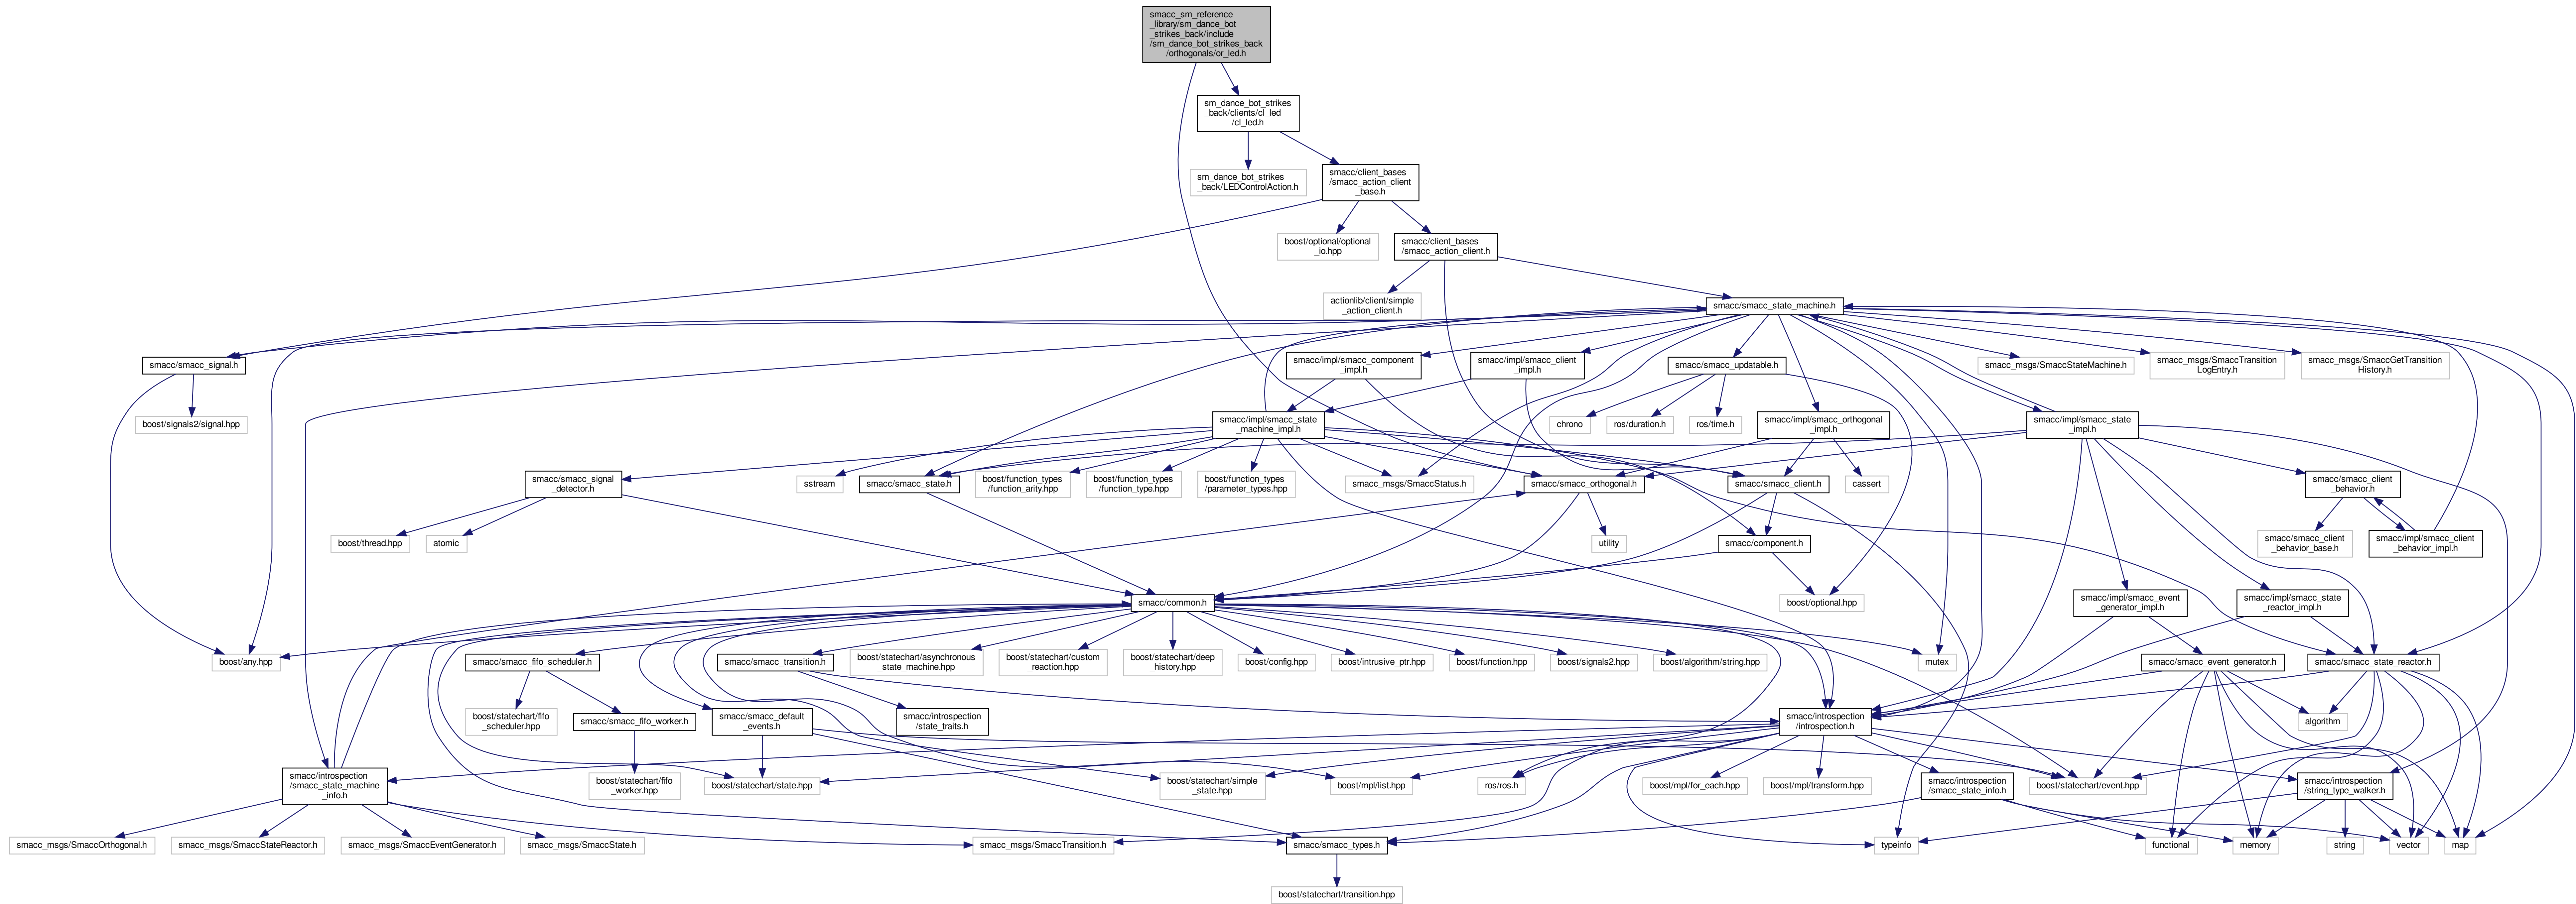 smacc_sm_reference
_library/sm_dance_bot
_strikes_back/include
/sm_dance_bot_strikes_back
/orthogonals/or_led.h
sm_dance_bot_strikes
_back/clients/cl_led
/cl_led.h
sm_dance_bot_strikes
_back/LEDControlAction.h
smacc/client_bases
/smacc_action_client
_base.h
boost/optional/optional
_io.hpp
smacc/client_bases
/smacc_action_client.h
actionlib/client/simple
_action_client.h
smacc/smacc_state_machine.h
smacc/smacc_signal.h
smacc/impl/smacc_component
_impl.h
smacc/impl/smacc_client
_impl.h
smacc/smacc_updatable.h
smacc_msgs/SmaccStateMachine.h
smacc_msgs/SmaccTransition
LogEntry.h
smacc_msgs/SmaccGetTransition
History.h
boost/signals2/signal.hpp
smacc/impl/smacc_state
_machine_impl.h
chrono
ros/duration.h
ros/time.h
smacc/impl/smacc_orthogonal
_impl.h
smacc/impl/smacc_state
_impl.h
smacc/smacc_signal
_detector.h
sstream
smacc/smacc_state.h
boost/function_types
/function_arity.hpp
boost/function_types
/function_type.hpp
boost/function_types
/parameter_types.hpp
smacc_msgs/SmaccStatus.h
smacc/smacc_orthogonal.h
smacc/smacc_client.h
cassert
smacc/smacc_client
_behavior.h
boost/thread.hpp
atomic
utility
smacc/component.h
smacc/smacc_client
_behavior_base.h
smacc/impl/smacc_client
_behavior_impl.h
smacc/common.h
boost/optional.hpp
smacc/impl/smacc_event
_generator_impl.h
smacc/impl/smacc_state
_reactor_impl.h
boost/any.hpp
smacc/smacc_fifo_scheduler.h
smacc/smacc_transition.h
boost/statechart/asynchronous
_state_machine.hpp
boost/statechart/custom
_reaction.hpp
boost/statechart/deep
_history.hpp
boost/config.hpp
boost/intrusive_ptr.hpp
boost/function.hpp
boost/signals2.hpp
boost/algorithm/string.hpp
mutex
smacc/smacc_event_generator.h
smacc/smacc_state_reactor.h
boost/statechart/fifo
_scheduler.hpp
smacc/smacc_fifo_worker.h
smacc/smacc_default
_events.h
smacc/introspection
/state_traits.h
smacc/introspection
/introspection.h
algorithm
smacc/introspection
/smacc_state_machine
_info.h
boost/statechart/fifo
_worker.hpp
boost/statechart/state.hpp
boost/statechart/simple
_state.hpp
boost/mpl/list.hpp
ros/ros.h
boost/mpl/for_each.hpp
boost/mpl/transform.hpp
smacc/introspection
/smacc_state_info.h
boost/statechart/event.hpp
smacc/introspection
/string_type_walker.h
smacc_msgs/SmaccOrthogonal.h
smacc_msgs/SmaccStateReactor.h
smacc_msgs/SmaccEventGenerator.h
smacc_msgs/SmaccState.h
smacc_msgs/SmaccTransition.h
smacc/smacc_types.h
typeinfo
functional
memory
string
vector
map
boost/statechart/transition.hpp